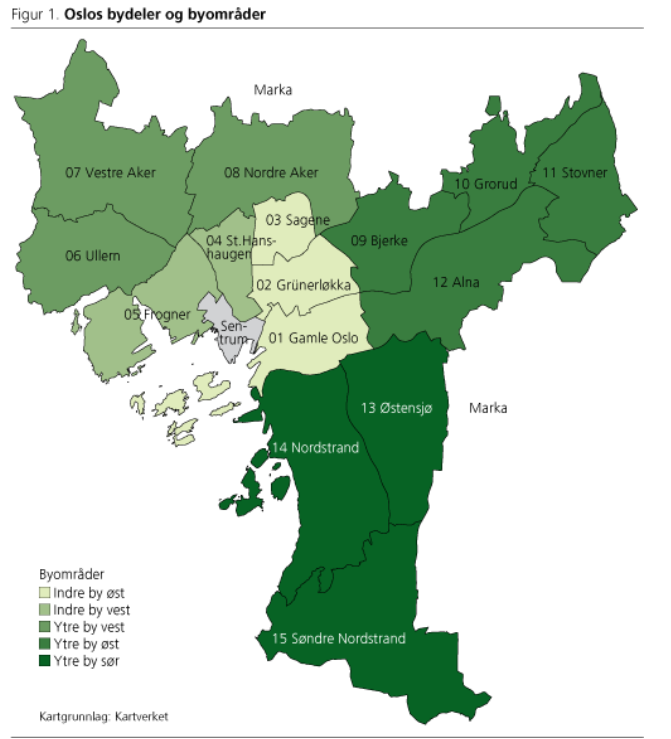 Figur 1. Oslos bydeler og byområder
Marka
07 Vestre Aker
08 Nordre Aker
11 Stovner
10 Grorud
03 Sagene
04 St.Hans-
haugen
09 Bjerke
06 Ullern
02 Grünerløkka
12 Alna
05 Frogner
Sen-
trum
01 Gamle Oslo
13 Østensjø
Marka
14 Nordstrand
15 Søndre Nordstrand
Byområder
Indre by øst
Indre by vest
Ytre by vest
Ytre by øst
Ytre by sør
Kartgrunnlag: Kartverket